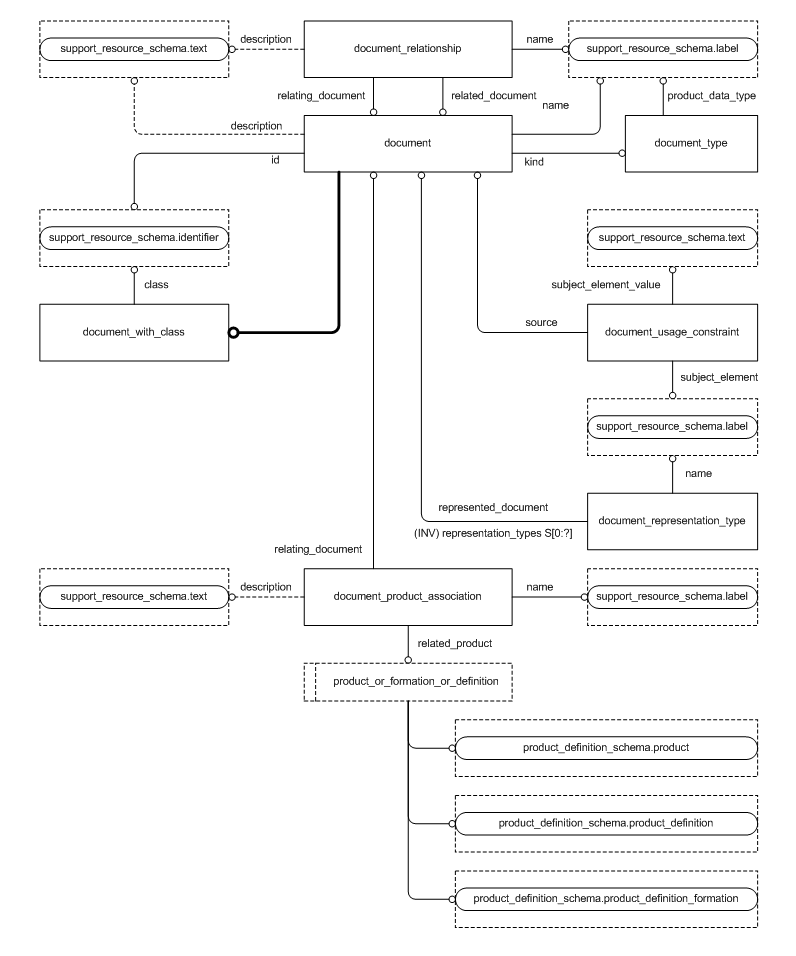 support_resource_schema.text
description
document_relationship
name
support_resource_schema.label
relating_document
related_document
name
product_data_type
description
document
document_type
id
kind
support_resource_schema.identifier
support_resource_schema.text
class
subject_element_value
document_with_class
source
document_usage_constraint
subject_element
support_resource_schema.label
name
represented_document
document_representation_type
(INV) representation_types S[0:?]
relating_document
support_resource_schema.text
description
document_product_association
name
support_resource_schema.label
related_product
product_or_formation_or_definition
product_definition_schema.product
product_definition_schema.product_definition
product_definition_schema.product_definition_formation